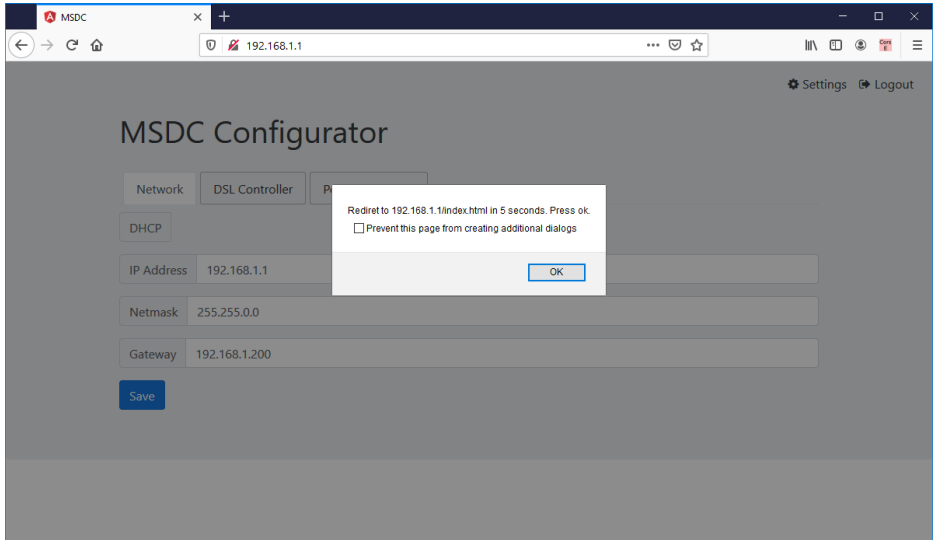 MSDC
192.168.1.1
Settings Logout
MSDC Configurator
Network DSL Controller
DHCP
Rediret to 192.168.1.1/index.html in 5 seconds. Press ok.
Prevent this page from creating additional dialogs
OK
IP Address 192.168.1.1
Netmask 255.255.0.0
Gateway 192.168.1.200
Save